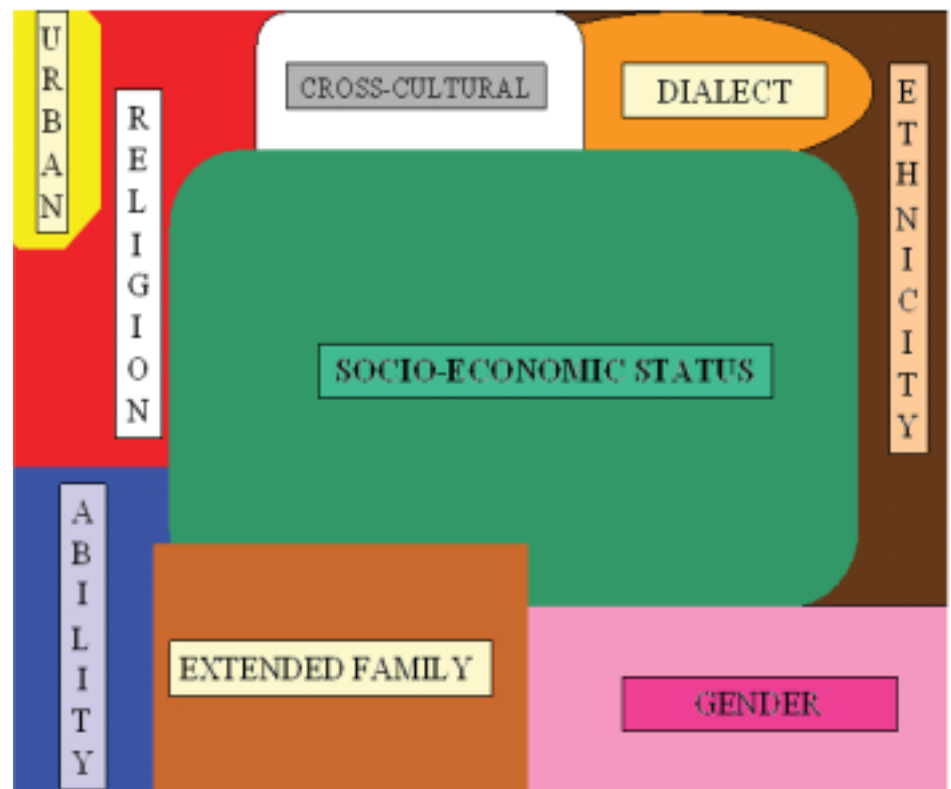 URBAN
RELIGION
CROSS-CULTURAL
DIALECT
ETHNICITY
SOCIO-ECONOMIC STATUS
ABILITY
EXTENDED FAMILY
GENDER